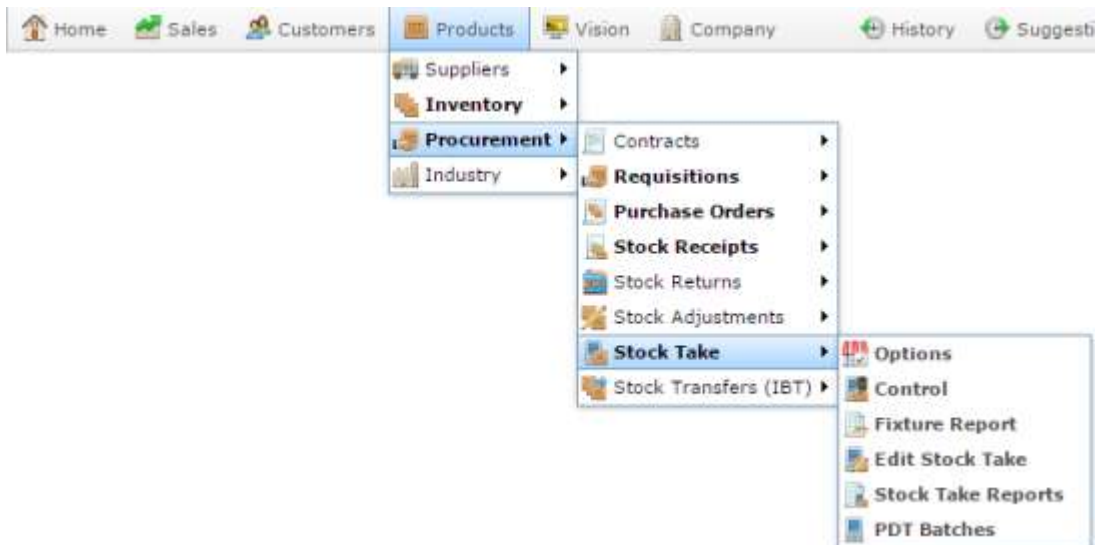 Home Sales Customers Products Vision Company History Suggesti
Suppliers
Inventory
Procurement
Industry
Contracts
Requisitions
Purchase Orders
Stock Receipts
Stock Returns
Stock Adjustments
Stock Take
Stock Transfers (IBT)
Options
Control
Fixture Report
Edit Stock Take
Stock Take Reports
PDT Batches